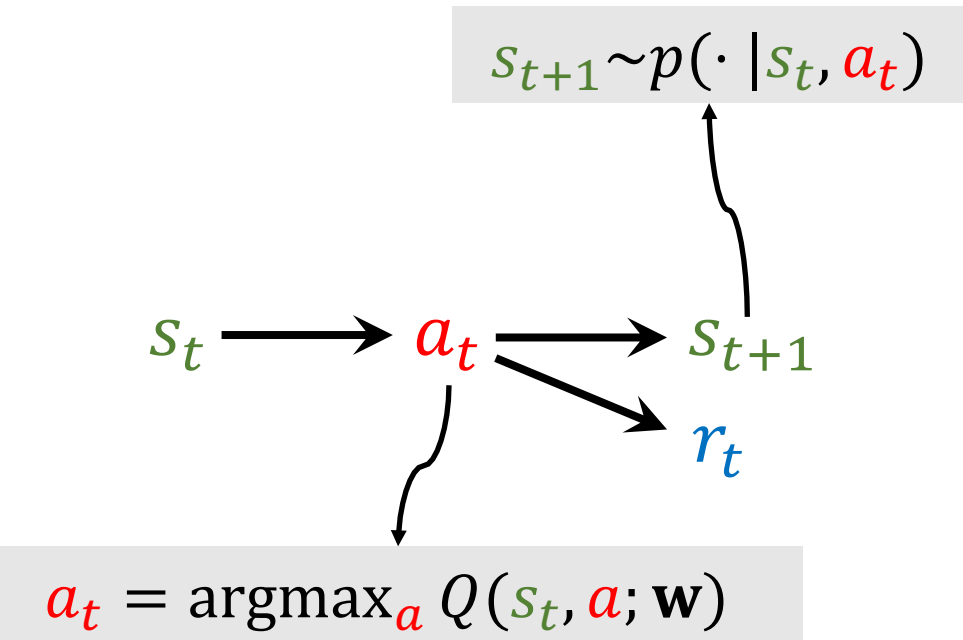 s_{t+1}~p(· |s_t, a_t)
s_t a_t s_{t+1}
r_t
a_t = argmax_a Q(s_t, a; w)